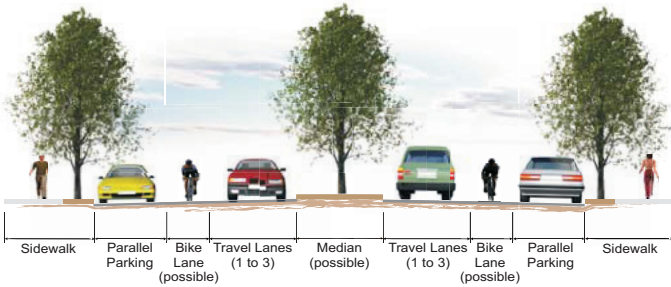 Sidewalk
Parallel
Parking
Bike
Lane
(possible)
Travel Lanes
(1 to 3)
Median
(possible)
Travel Lanes
(1 to 3)
Bike
Lane
(possible)
Parallel
Parking
Sidewalk